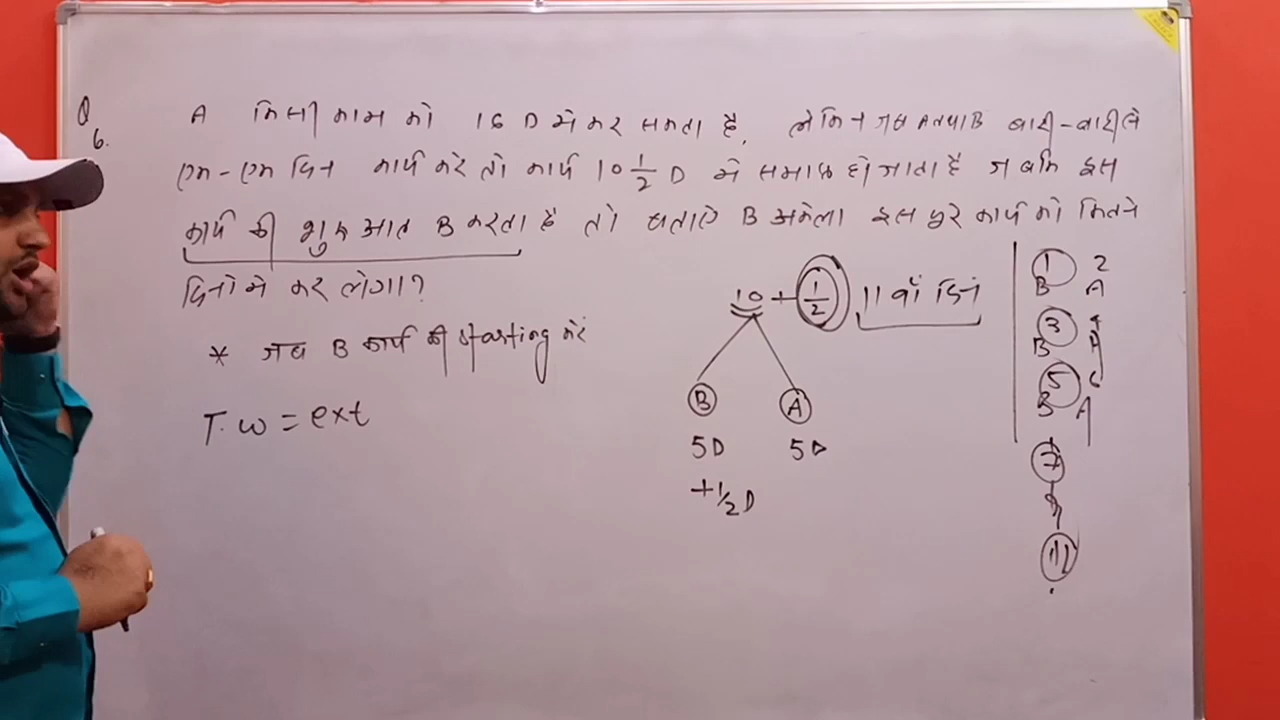 Q 6. A किसी काम को 16 D मे कर सकता है, लेकिन जब A तथा B बारी-बारी से
एक-एक दिन कार्य करे तो कार्य 10 1/2 D मे समाप्त हो जाता है जबकि इस
कार्य की शुरूआत B करता है तो बताऐ B अकेला इस पूरे कार्य को कितने
दिनो मे कर लेगा?
* जब B कार्य की starting करे
T.W = e×t
10 + 1/2 11 वां दिन
B A
5D 5D
+1/2 D
1 2
B A
3 4
B A
5 6
B A
7
9
11